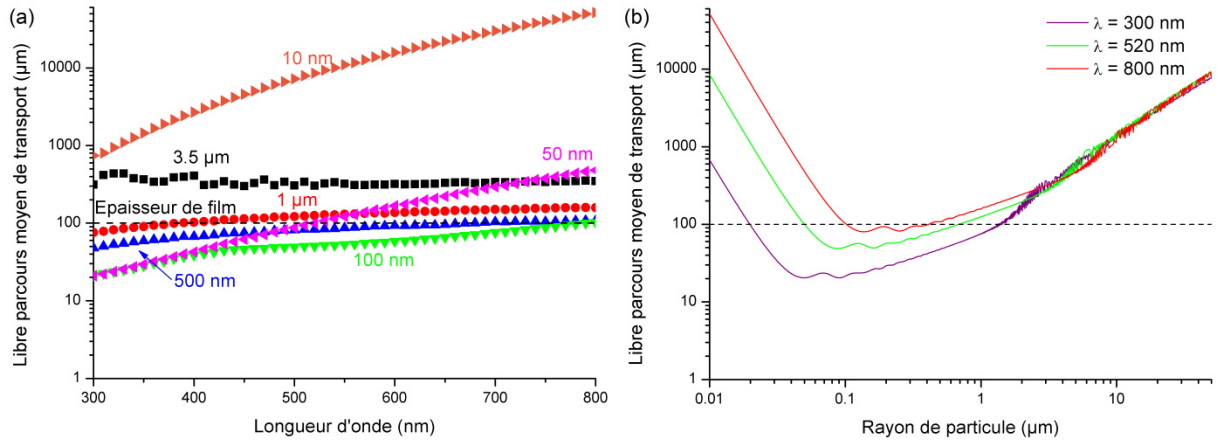 (a)
Libre parcours moyen de transport (µm)
10000
1000
100
10
1
10 nm
3.5 µm
50 nm
Epaisseur de film
1 µm
500 nm
100 nm
300
400
500
600
700
800
Longueur d'onde (nm)
(b)
Libre parcours moyen de transport (µm)
10000
1000
100
10
1
λ = 300 nm
λ = 520 nm
λ = 800 nm
0.01
0.1
1
10
Rayon de particule (µm)